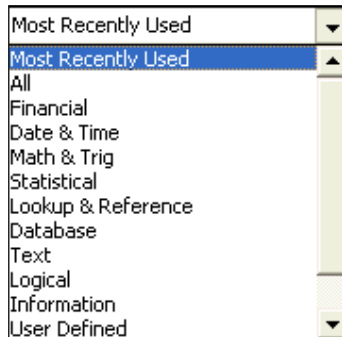 Most Recently Used
Most Recently Used
All
Financial
Date & Time
Math & Trig
Statistical
Lookup & Reference
Database
Text
Logical
Information
User Defined